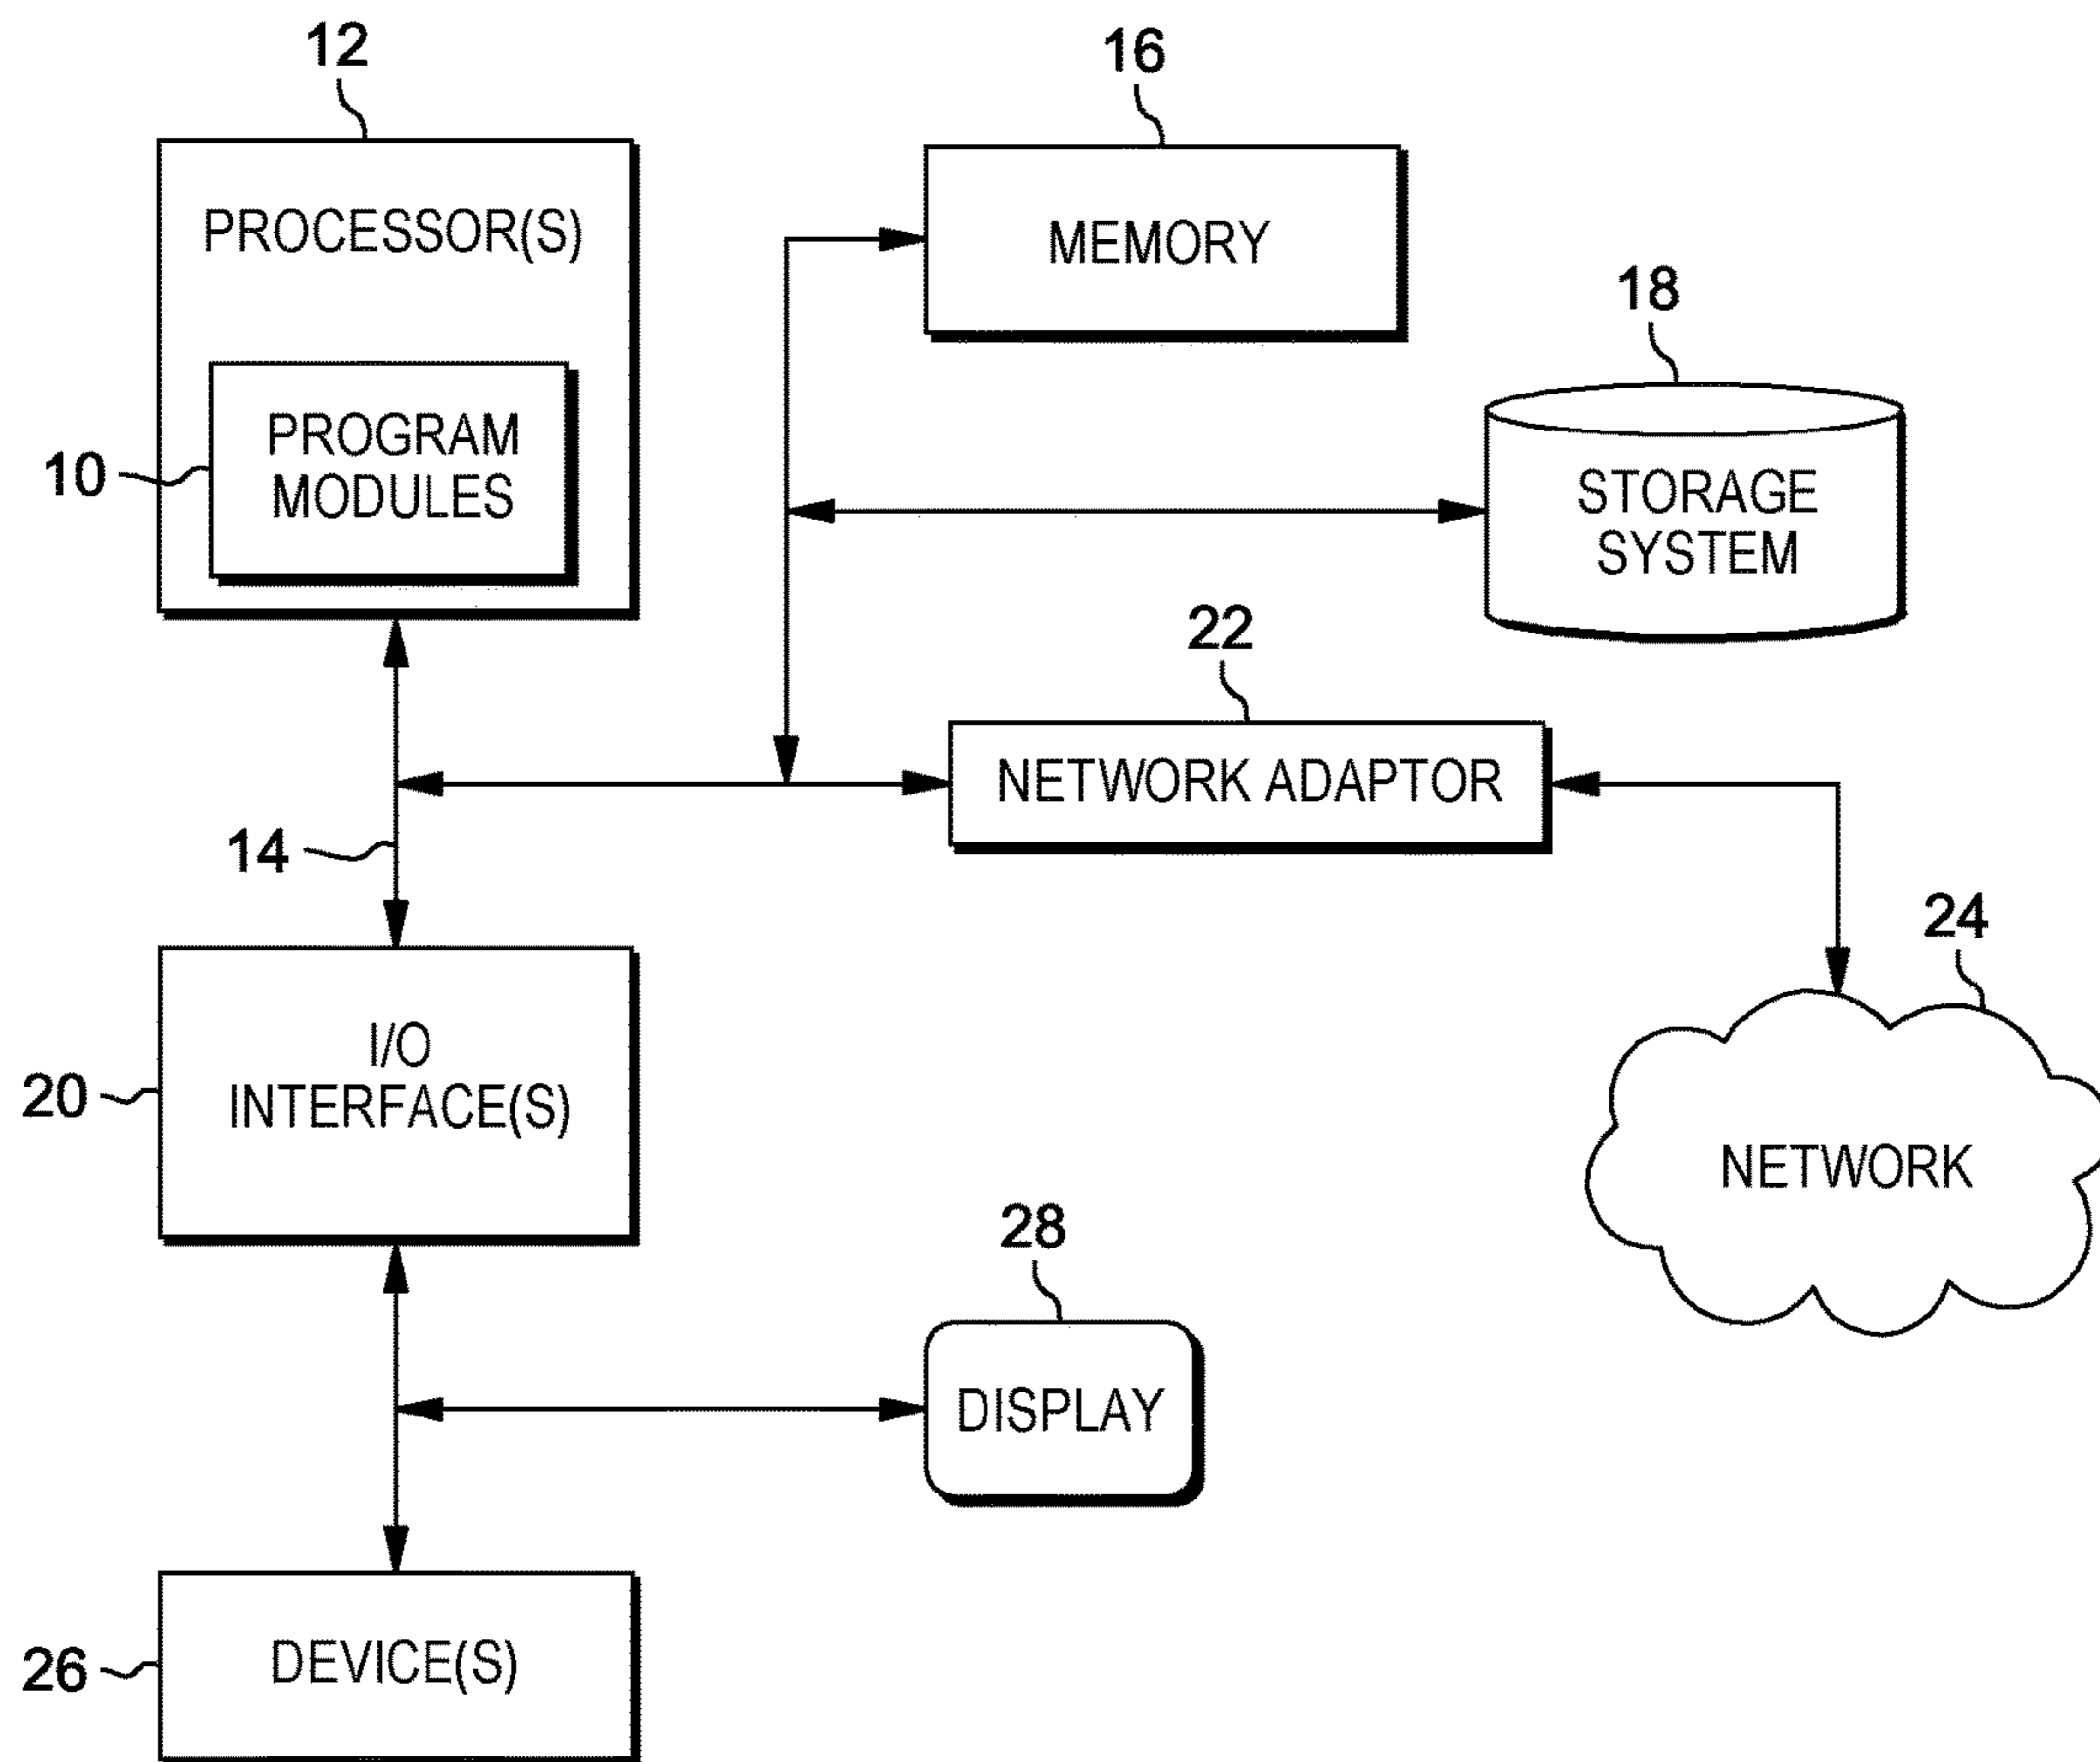 12
PROCESSOR(S)
10
PROGRAM
MODULES
16
MEMORY
18
STORAGE
SYSTEM
22
NETWORK ADAPTOR
14
24
NETWORK
20
I/O
INTERFACE(S)
28
DISPLAY
26
DEVICE(S)